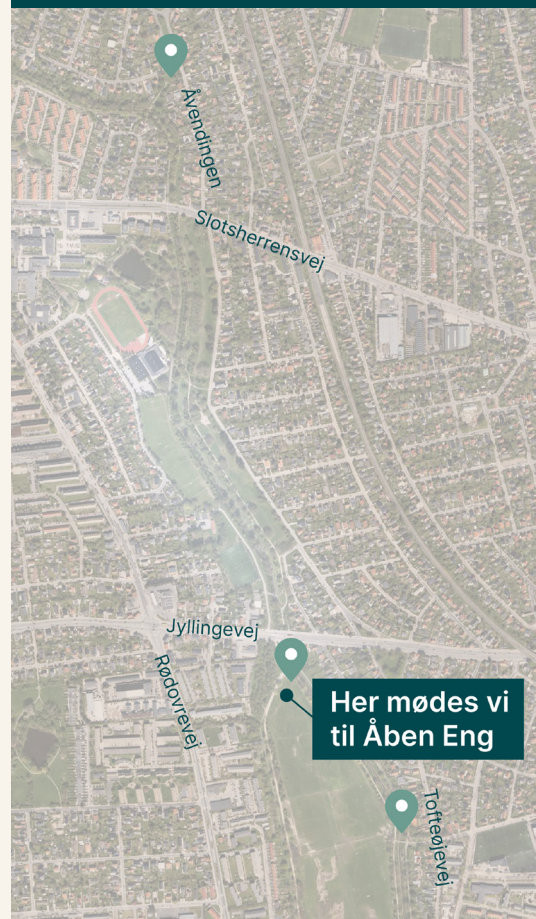 Åvendingen
Slotsherrensvej
Jyllingevej
Rødovrevej
Her mødes vi
til Åben Eng
Tofteøjevej